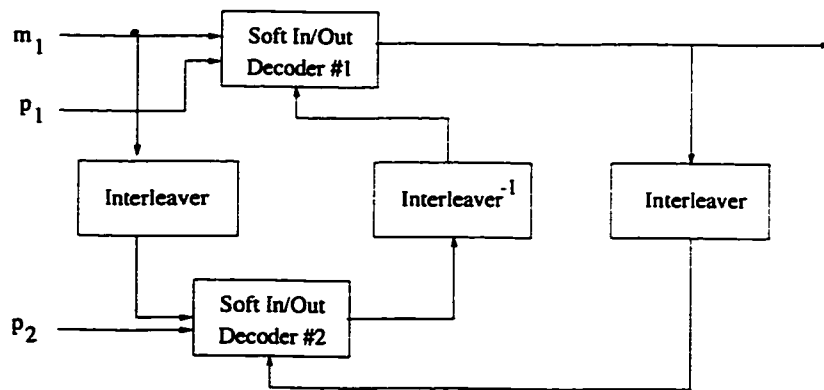 m1
Soft In/Out
Decoder #1
p1
Interleaver
Interleaver-1
Interleaver
Soft In/Out
Decoder #2
p2